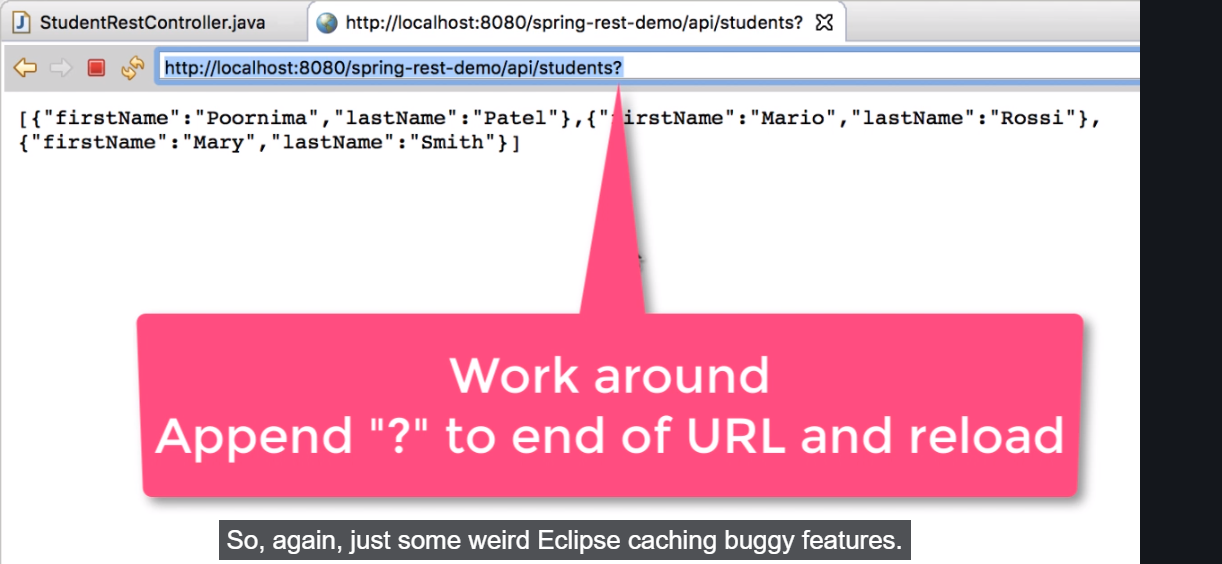 StudentRestController.java
http://localhost:8080/spring-rest-demo/api/students?
http://localhost:8080/spring-rest-demo/api/students?
[{"firstName":"Poornima","lastName":"Patel"},{"firstName":"Mario","lastName":"Rossi"},
{"firstName":"Mary","lastName":"Smith"}]
Work around
Append "?" to end of URL and reload
So, again, just some weird Eclipse caching buggy features.